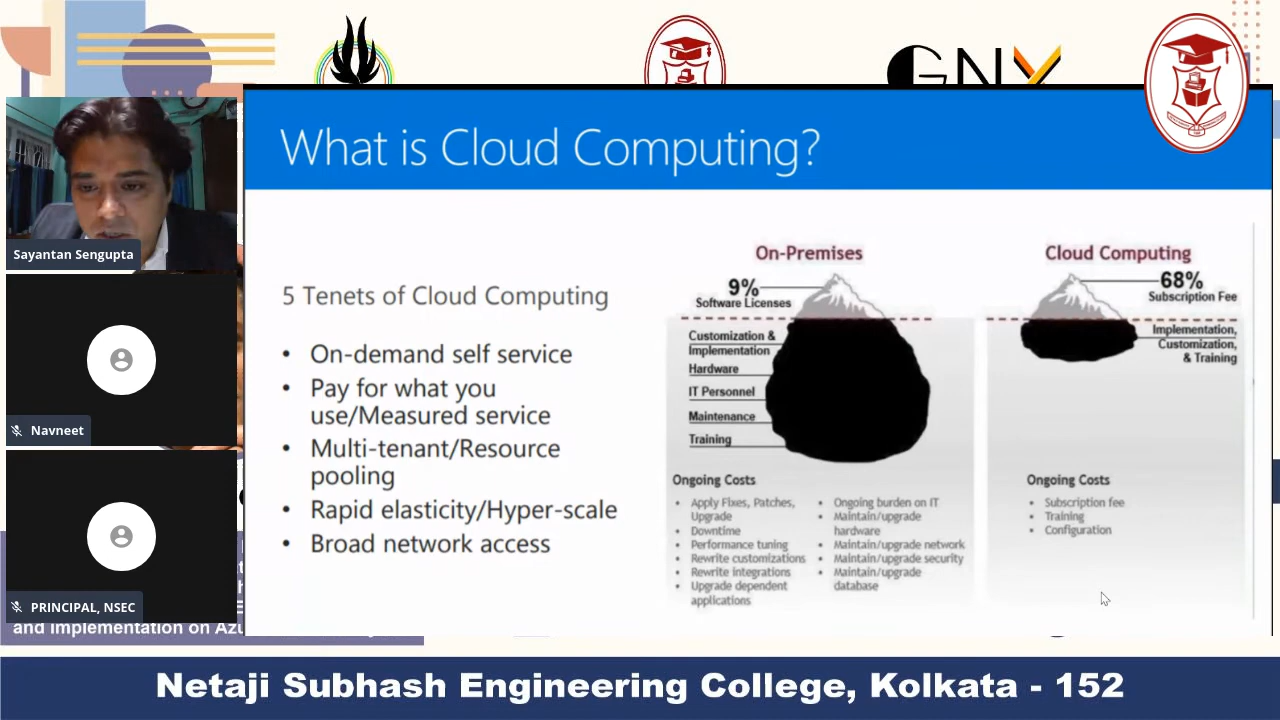 GNY
What is Cloud Computing?
Sayantan Sengupta
Navneet
PRINCIPAL, NSEC
and Implementation on Azu
5 Tenets of Cloud Computing
• On-demand self service
• Pay for what you
use/Measured service
• Multi-tenant/Resource
pooling
• Rapid elasticity/Hyper-scale
• Broad network access
On-Premises
9%
Software Licenses
Customization &
Implementation
Hardware
IT Personnel
Maintenance
Training
Ongoing Costs
• Apply Fixes, Patches,
Upgrade
• Downtime
• Performance tuning
• Rewrite customizations
• Rewrite integrations
• Upgrade dependent
applications
• Ongoing burden on IT
• Maintain/upgrade
hardware
• Maintain/upgrade network
• Maintain/upgrade security
• Maintain/upgrade
database
Cloud Computing
68%
Subscription Fee
Implementation,
Customization,
& Training
Ongoing Costs
• Subscription fee
• Training
• Configuration
Netaji Subhash Engineering College, Kolkata - 152